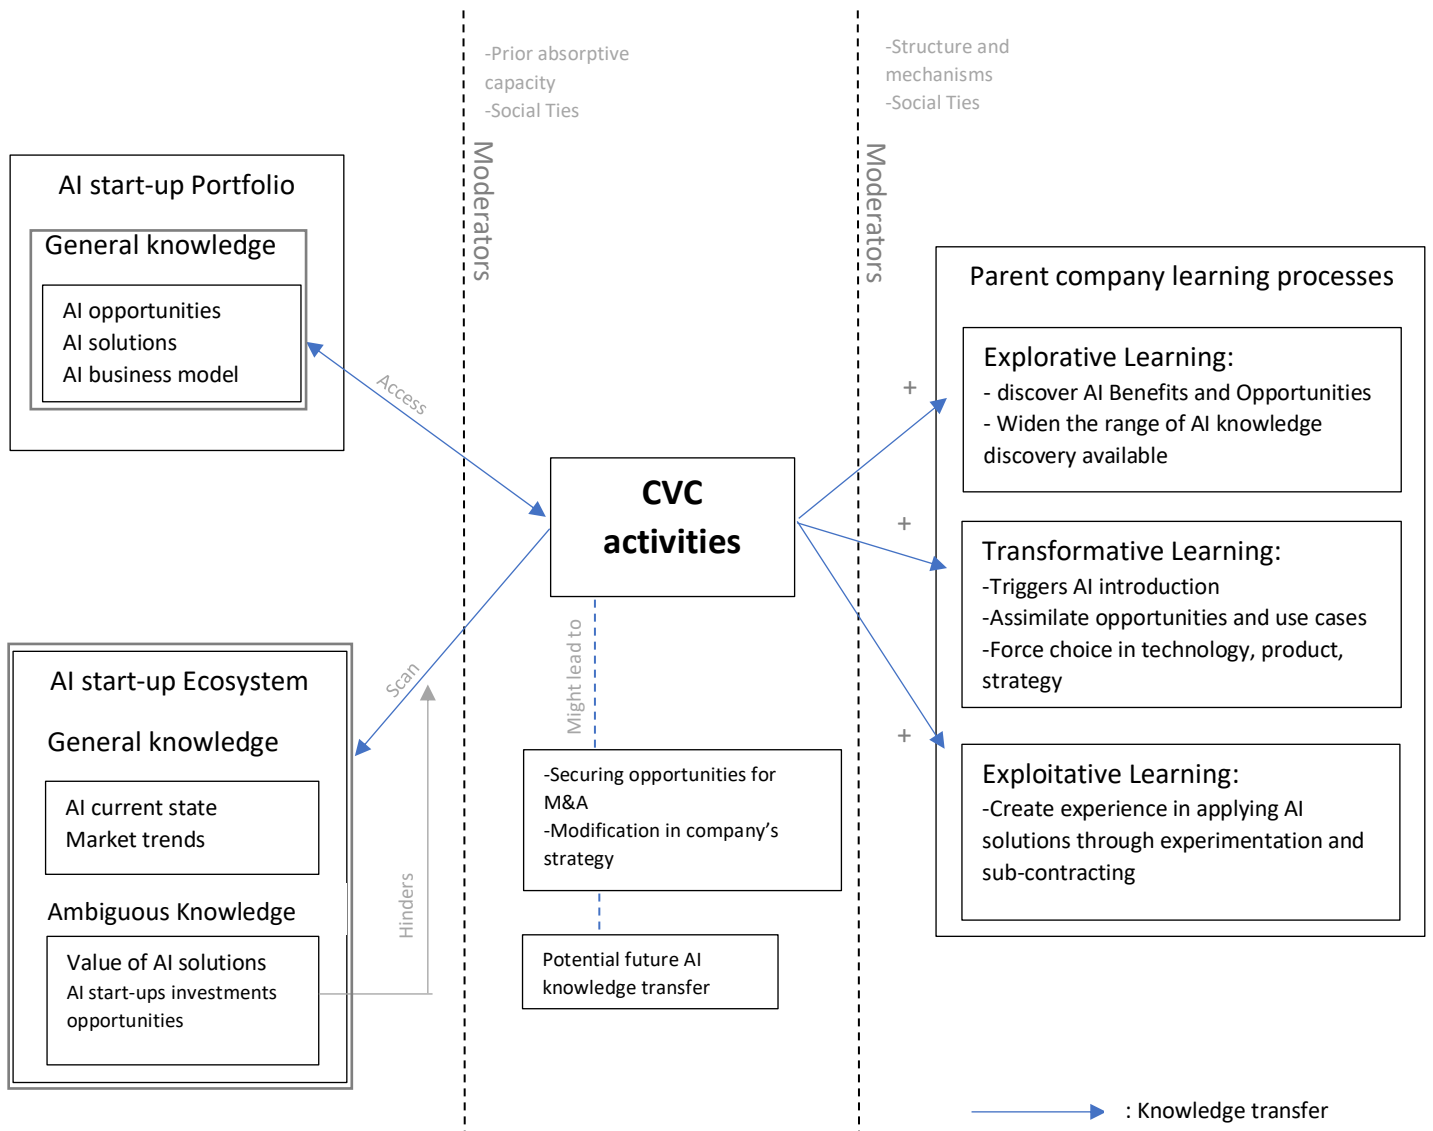 -Prior absorptive
capacity
-Social Ties
Moderators
-Structure and
mechanisms
-Social Ties
Moderators
AI start-up Portfolio
General knowledge
AI opportunities
AI solutions
AI business model
Access
AI start-up Ecosystem
General knowledge
AI current state
Market trends
Ambiguous Knowledge
Value of AI solutions
AI start-ups investments
opportunities
Scan
Hinders
CVC
activities
Might lead to
-Securing opportunities for
M&A
-Modification in company’s
strategy
Potential future AI
knowledge transfer
+
+
+
Parent company learning processes
Explorative Learning:
- discover AI Benefits and Opportunities
- Widen the range of AI knowledge
discovery available
Transformative Learning:
-Triggers AI introduction
-Assimilate opportunities and use cases
-Force choice in technology, product,
strategy
Exploitative Learning:
-Create experience in applying AI
solutions through experimentation and
sub-contracting
: Knowledge transfer